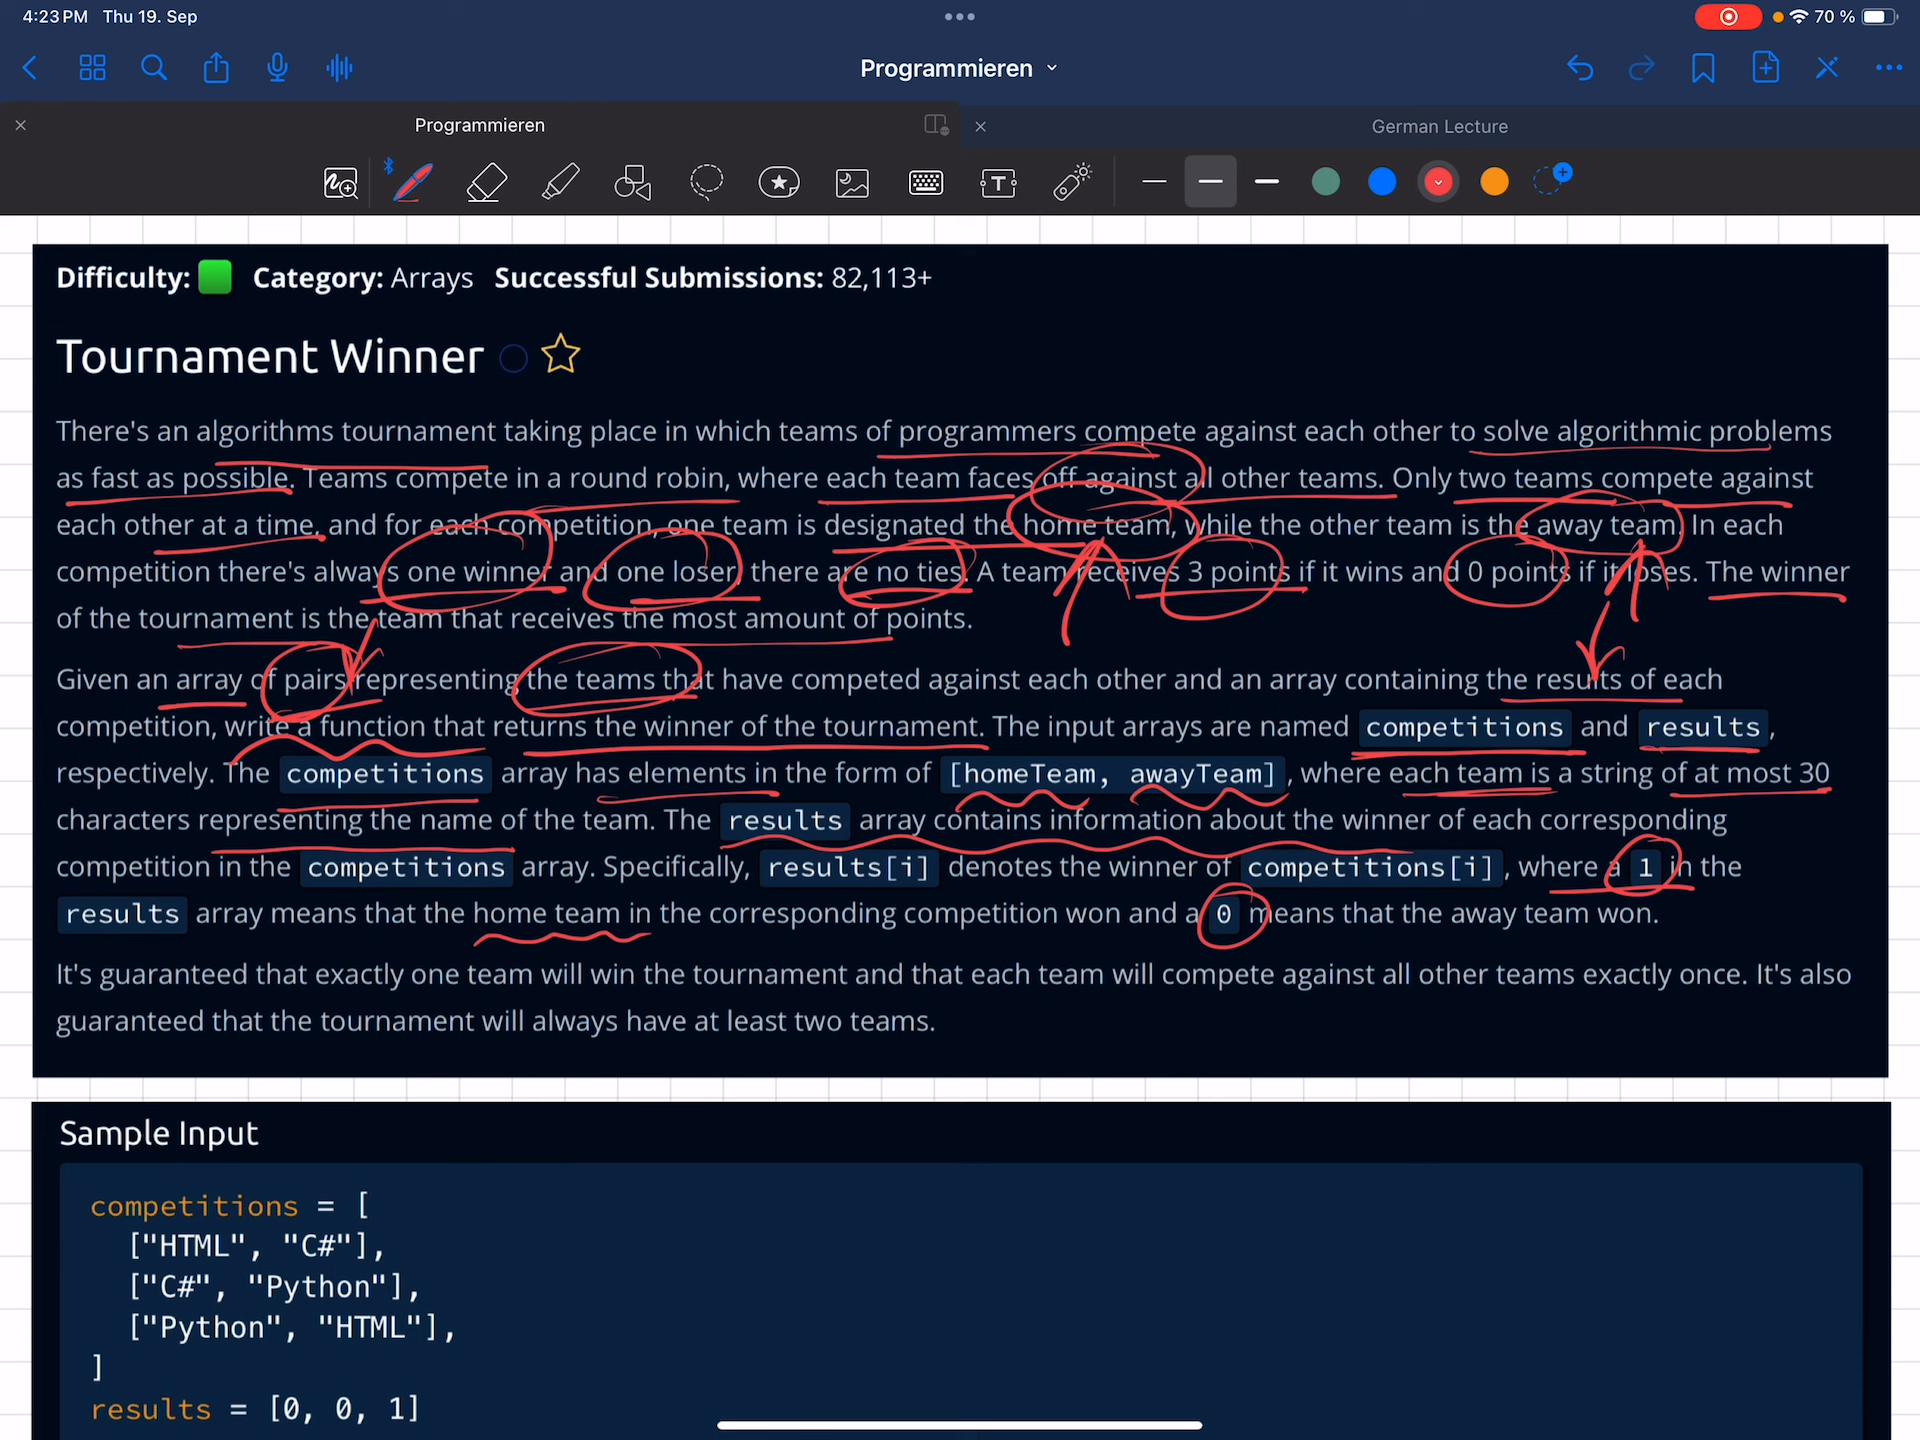 4:23 PM Thu 19. Sep
70 %
Programmieren
Programmieren
German Lecture
Difficulty: Category: Arrays Successful Submissions: 82,113+
Tournament Winner
There's an algorithms tournament taking place in which teams of programmers compete against each other to solve algorithmic problems
as fast as possible. Teams compete in a round robin, where each team faces off against all other teams. Only two teams compete against
each other at a time, and for each competition, one team is designated the home team, while the other team is the away team. In each
competition there's always one winner and one loser; there are no ties. A team receives 3 points if it wins and 0 points if it loses. The winner
of the tournament is the team that receives the most amount of points.
Given an array of pairs representing the teams that have competed against each other and an array containing the results of each
competition, write a function that returns the winner of the tournament. The input arrays are named competitions and results ,
respectively. The competitions array has elements in the form of [homeTeam, awayTeam] , where each team is a string of at most 30
characters representing the name of the team. The results array contains information about the winner of each corresponding
competition in the competitions array. Specifically, results[i] denotes the winner of competitions[i] , where a 1 in the
results array means that the home team in the corresponding competition won and a 0 means that the away team won.
It's guaranteed that exactly one team will win the tournament and that each team will compete against all other teams exactly once. It's also
guaranteed that the tournament will always have at least two teams.
Sample Input
competitions = [
["HTML", "C#"],
["C#", "Python"],
["Python", "HTML"],
]
results = [0, 0, 1]